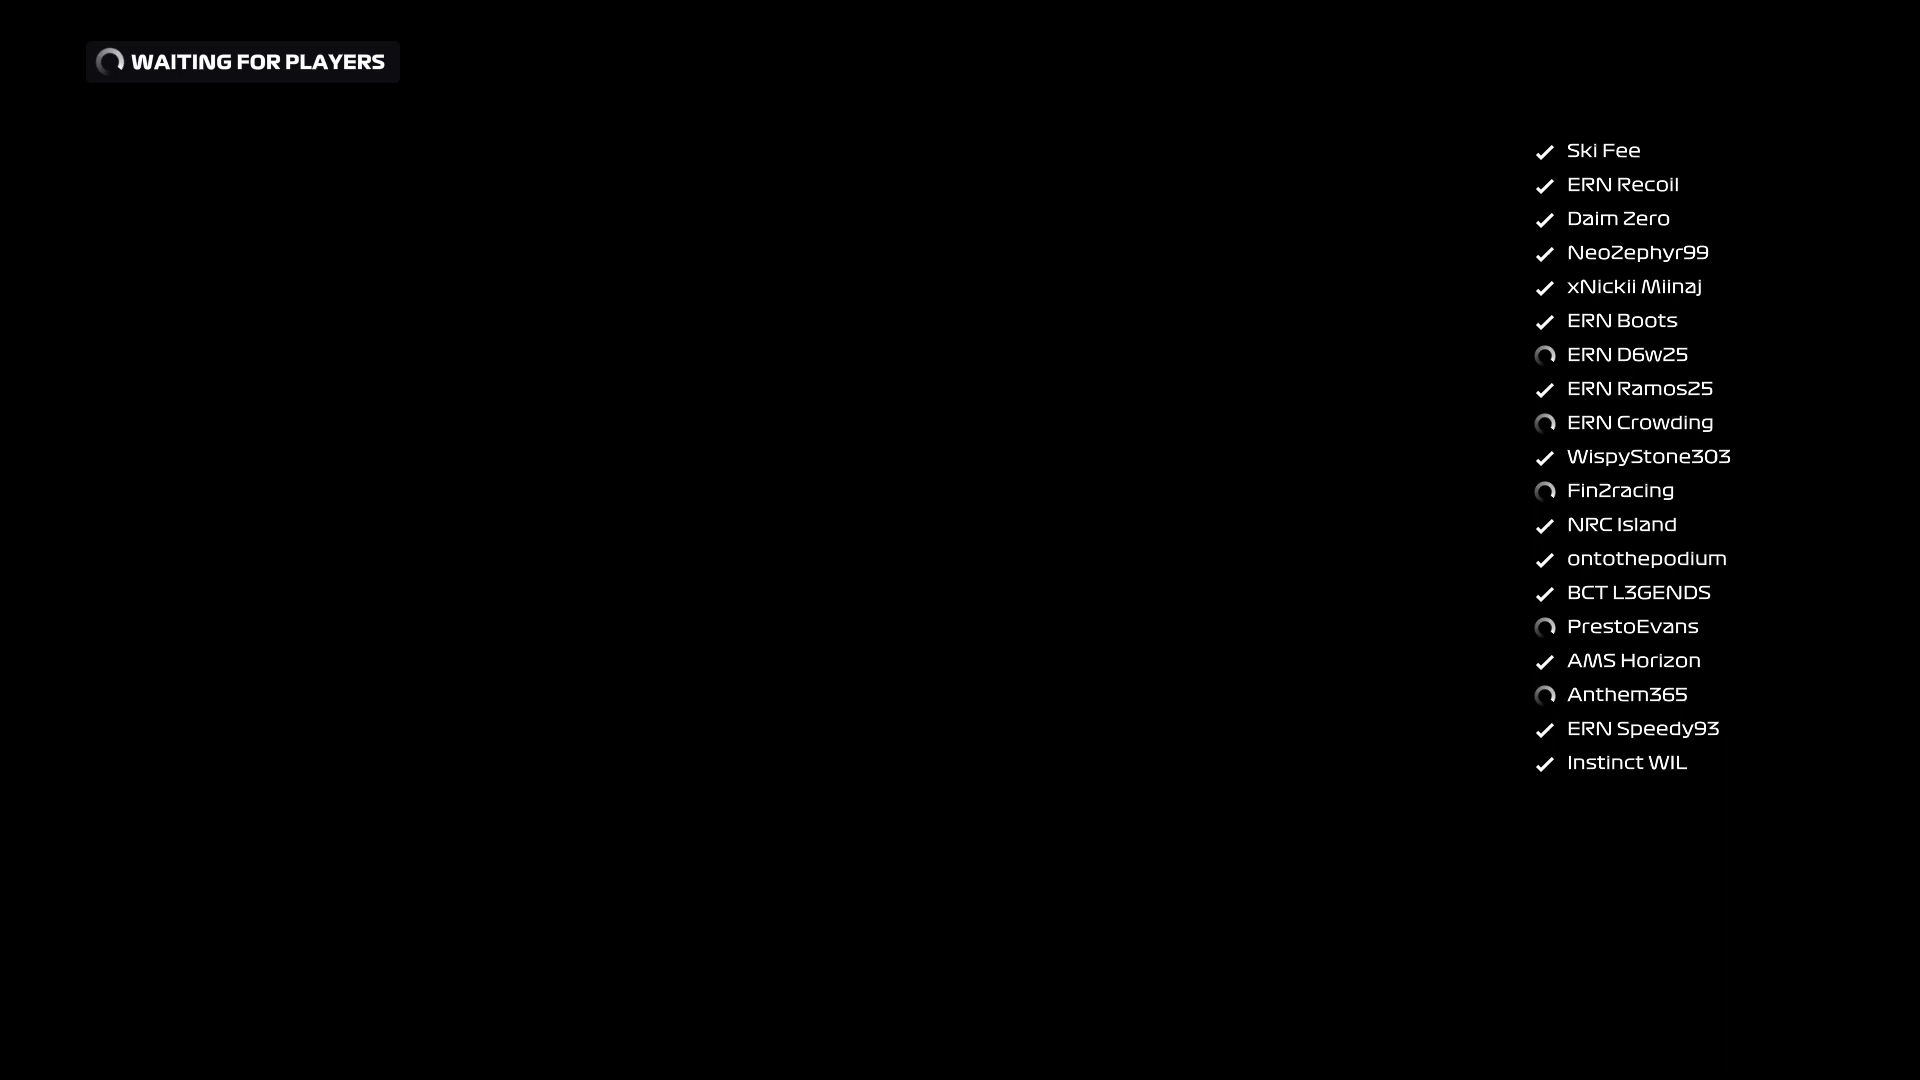 WAITING FOR PLAYERS
Ski Fee
ERN Recoil
Daim Zero
NeoZephyr99
xNickii Miinaj
ERN Boots
ERN D6w25
ERN Ramos25
ERN Crowding
WispyStone303
Fin2racing
NRC Island
ontothepodium
BCT L3GENDS
PrestoEvans
AMS Horizon
Anthem365
ERN Speedy93
Instinct WIL